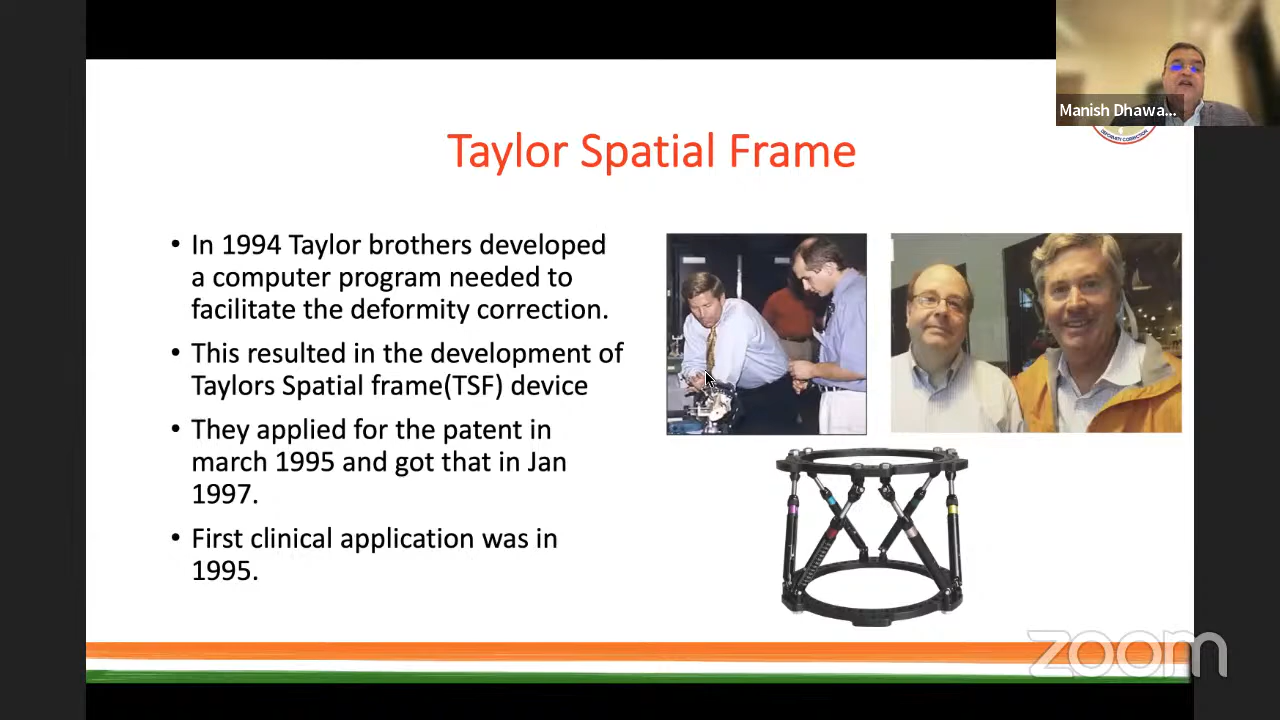 Manish Dhawa...
DEFORMITY CORRECTION
Taylor Spatial Frame
• In 1994 Taylor brothers developed
a computer program needed to
facilitate the deformity correction.
• This resulted in the development of
Taylors Spatial frame(TSF) device
• They applied for the patent in
march 1995 and got that in Jan
1997.
• First clinical application was in
1995.
zoom